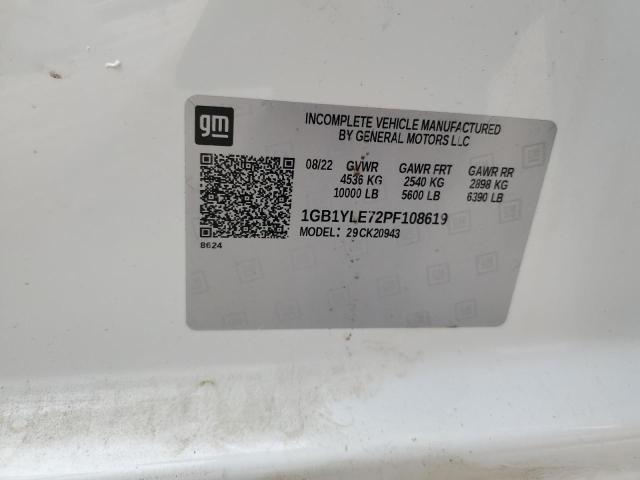 gm
INCOMPLETE VEHICLE MANUFACTURED
BY GENERAL MOTORS LLC
08/22 GVWR GAWR FRT GAWR RR
4536 KG 2540 KG 2898 KG
10000 LB 5600 LB 6390 LB
1GB1YLE72PF108619
MODEL: 29CK20943
8624